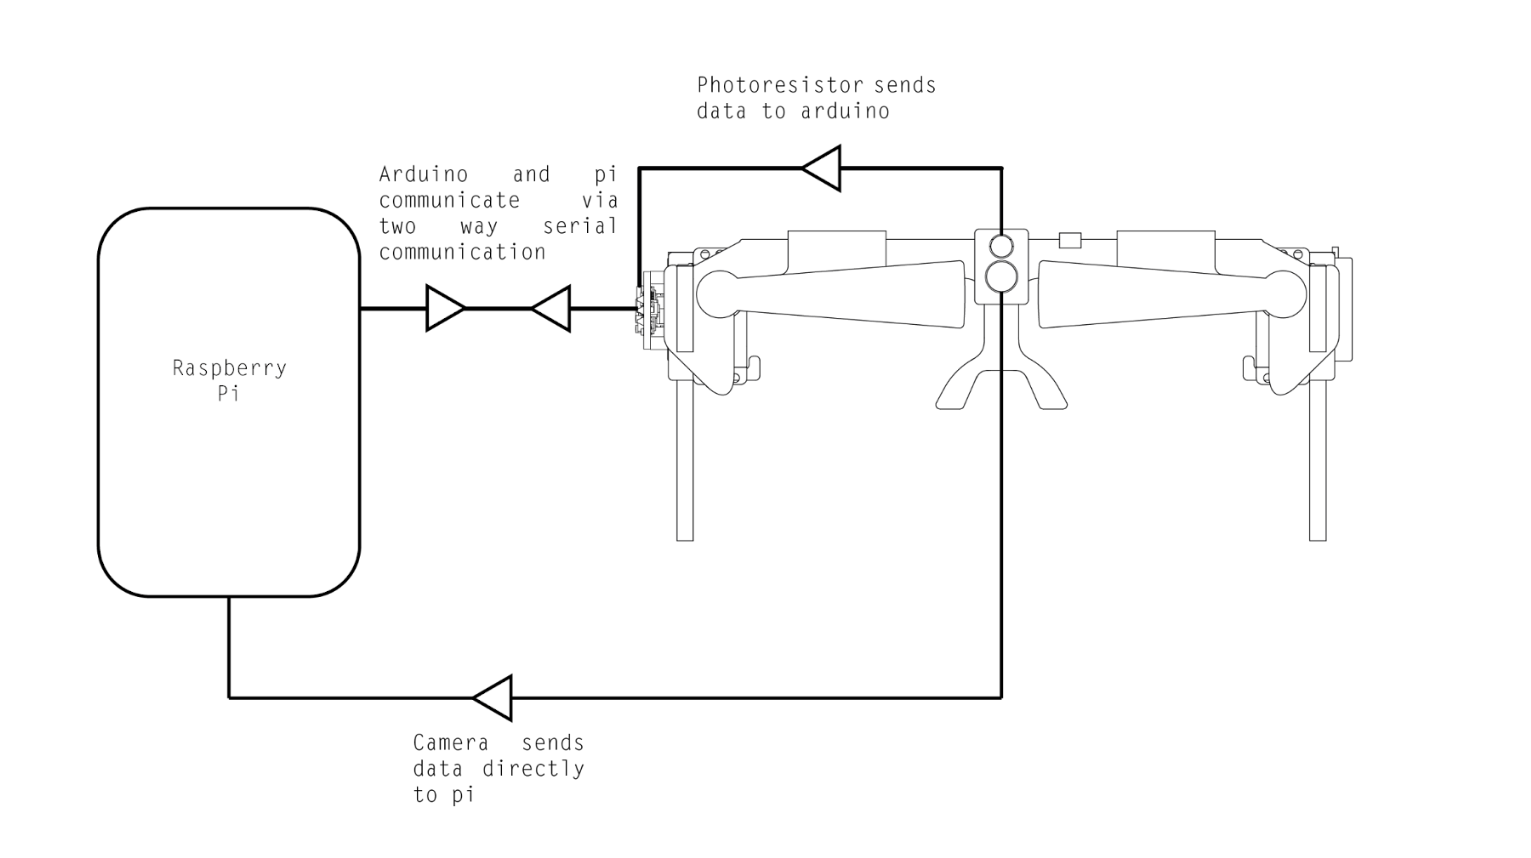 Photoresistor sends
data to arduino
Arduino and pi
communicate via
two way serial
communication
Raspberry
Pi
Camera sends
data directly
to pi